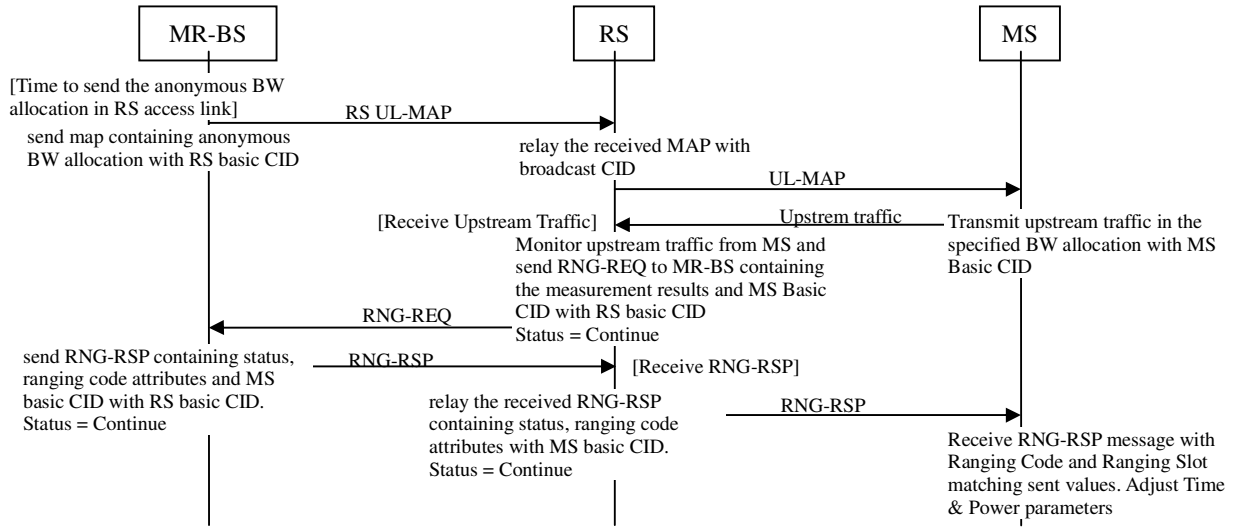 MR-BS
RS
MS
[Time to send the anonymous BW
allocation in RS access link]
RS UL-MAP
send map containing anonymous
BW allocation with RS basic CID
relay the received MAP with
broadcast CID
UL-MAP
[Receive Upstream Traffic]
Upstrem traffic
Transmit upstream traffic in the
specified BW allocation with MS
Basic CID
Monitor upstream traffic from MS and
send RNG-REQ to MR-BS containing
the measurement results and MS Basic
CID with RS basic CID
Status = Continue
RNG-REQ
send RNG-RSP containing status,
ranging code attributes and MS
basic CID with RS basic CID.
Status = Continue
RNG-RSP
[Receive RNG-RSP]
relay the received RNG-RSP
containing status, ranging code
attributes with MS basic CID.
Status = Continue
RNG-RSP
Receive RNG-RSP message with
Ranging Code and Ranging Slot
matching sent values. Adjust Time
& Power parameters